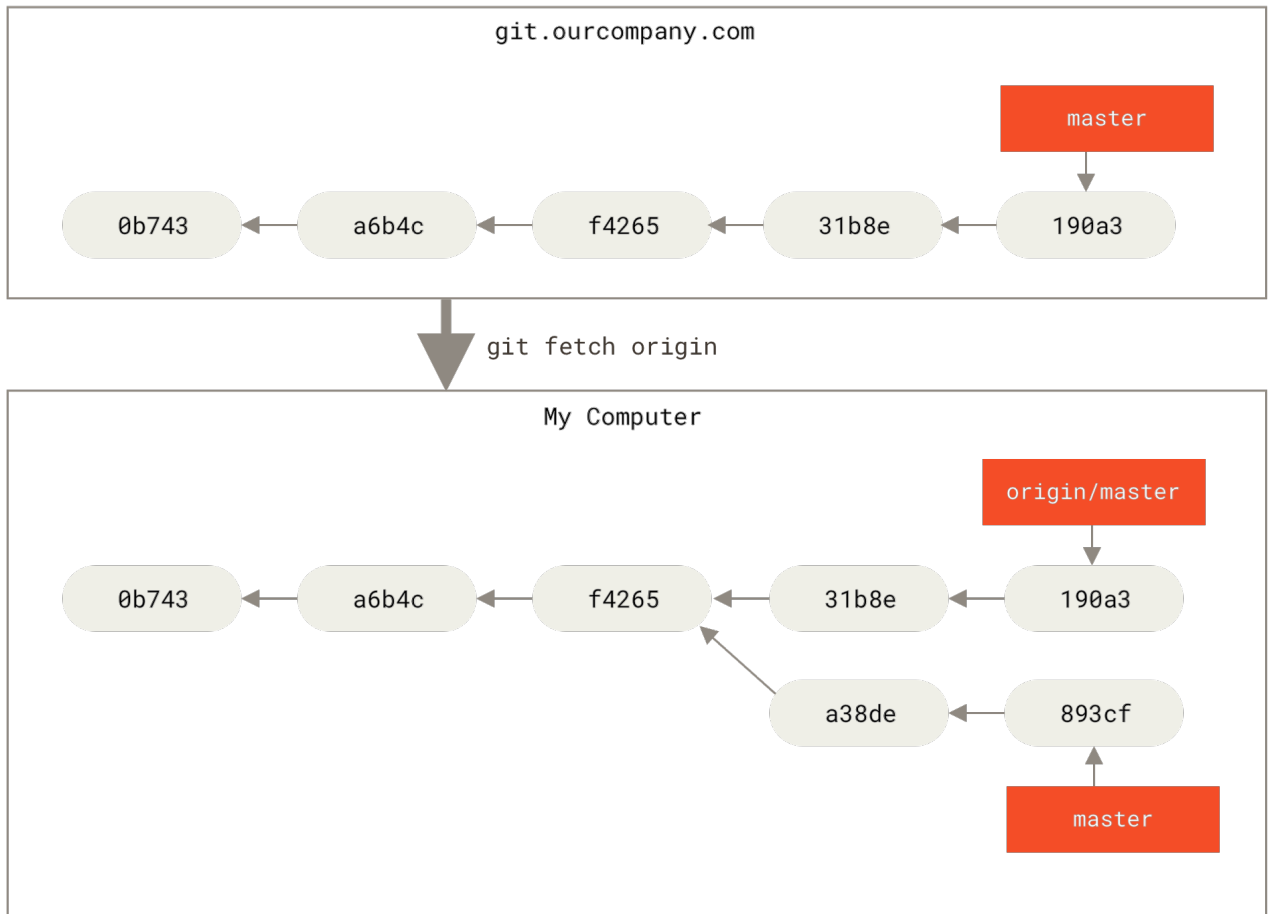 git.ourcompany.com
master
0b743 a6b4c f4265 31b8e 190a3
git fetch origin
My Computer
origin/master
0b743 a6b4c f4265 31b8e 190a3
a38de 893cf
master